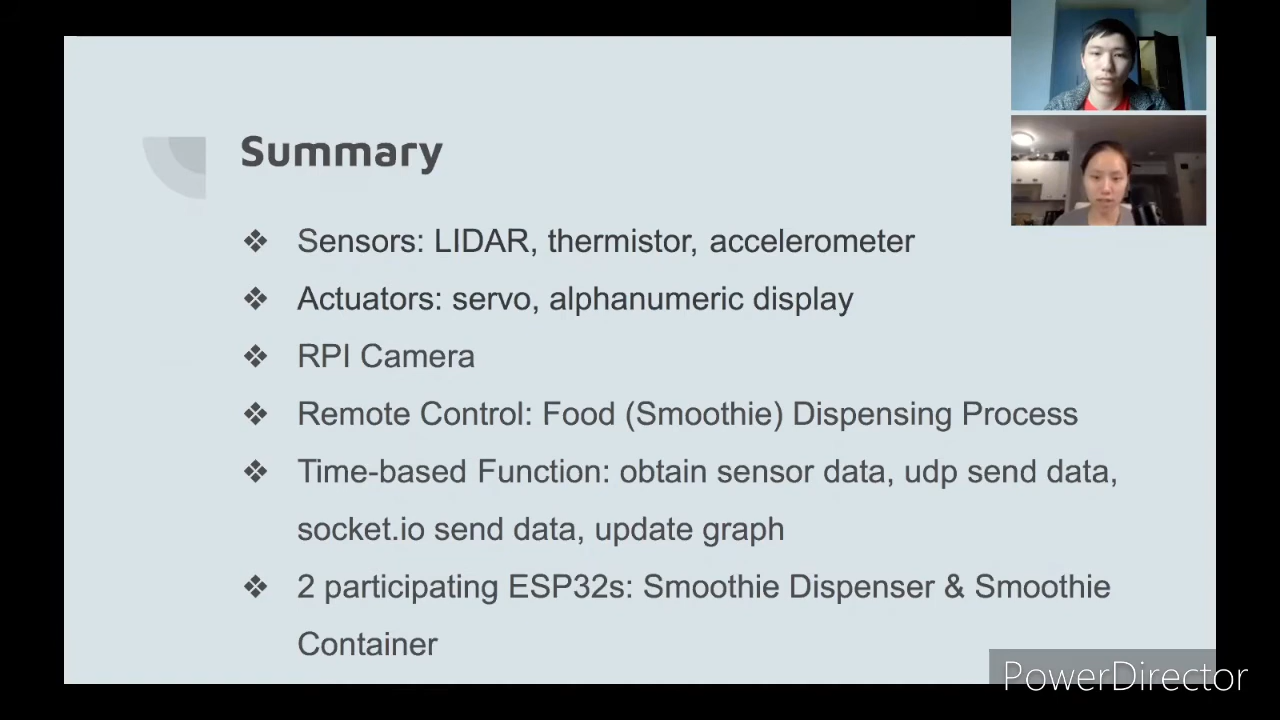 Summary
❖ Sensors: LIDAR, thermistor, accelerometer
❖ Actuators: servo, alphanumeric display
❖ RPI Camera
❖ Remote Control: Food (Smoothie) Dispensing Process
❖ Time-based Function: obtain sensor data, udp send data,
socket.io send data, update graph
❖ 2 participating ESP32s: Smoothie Dispenser & Smoothie
Container
PowerDirector